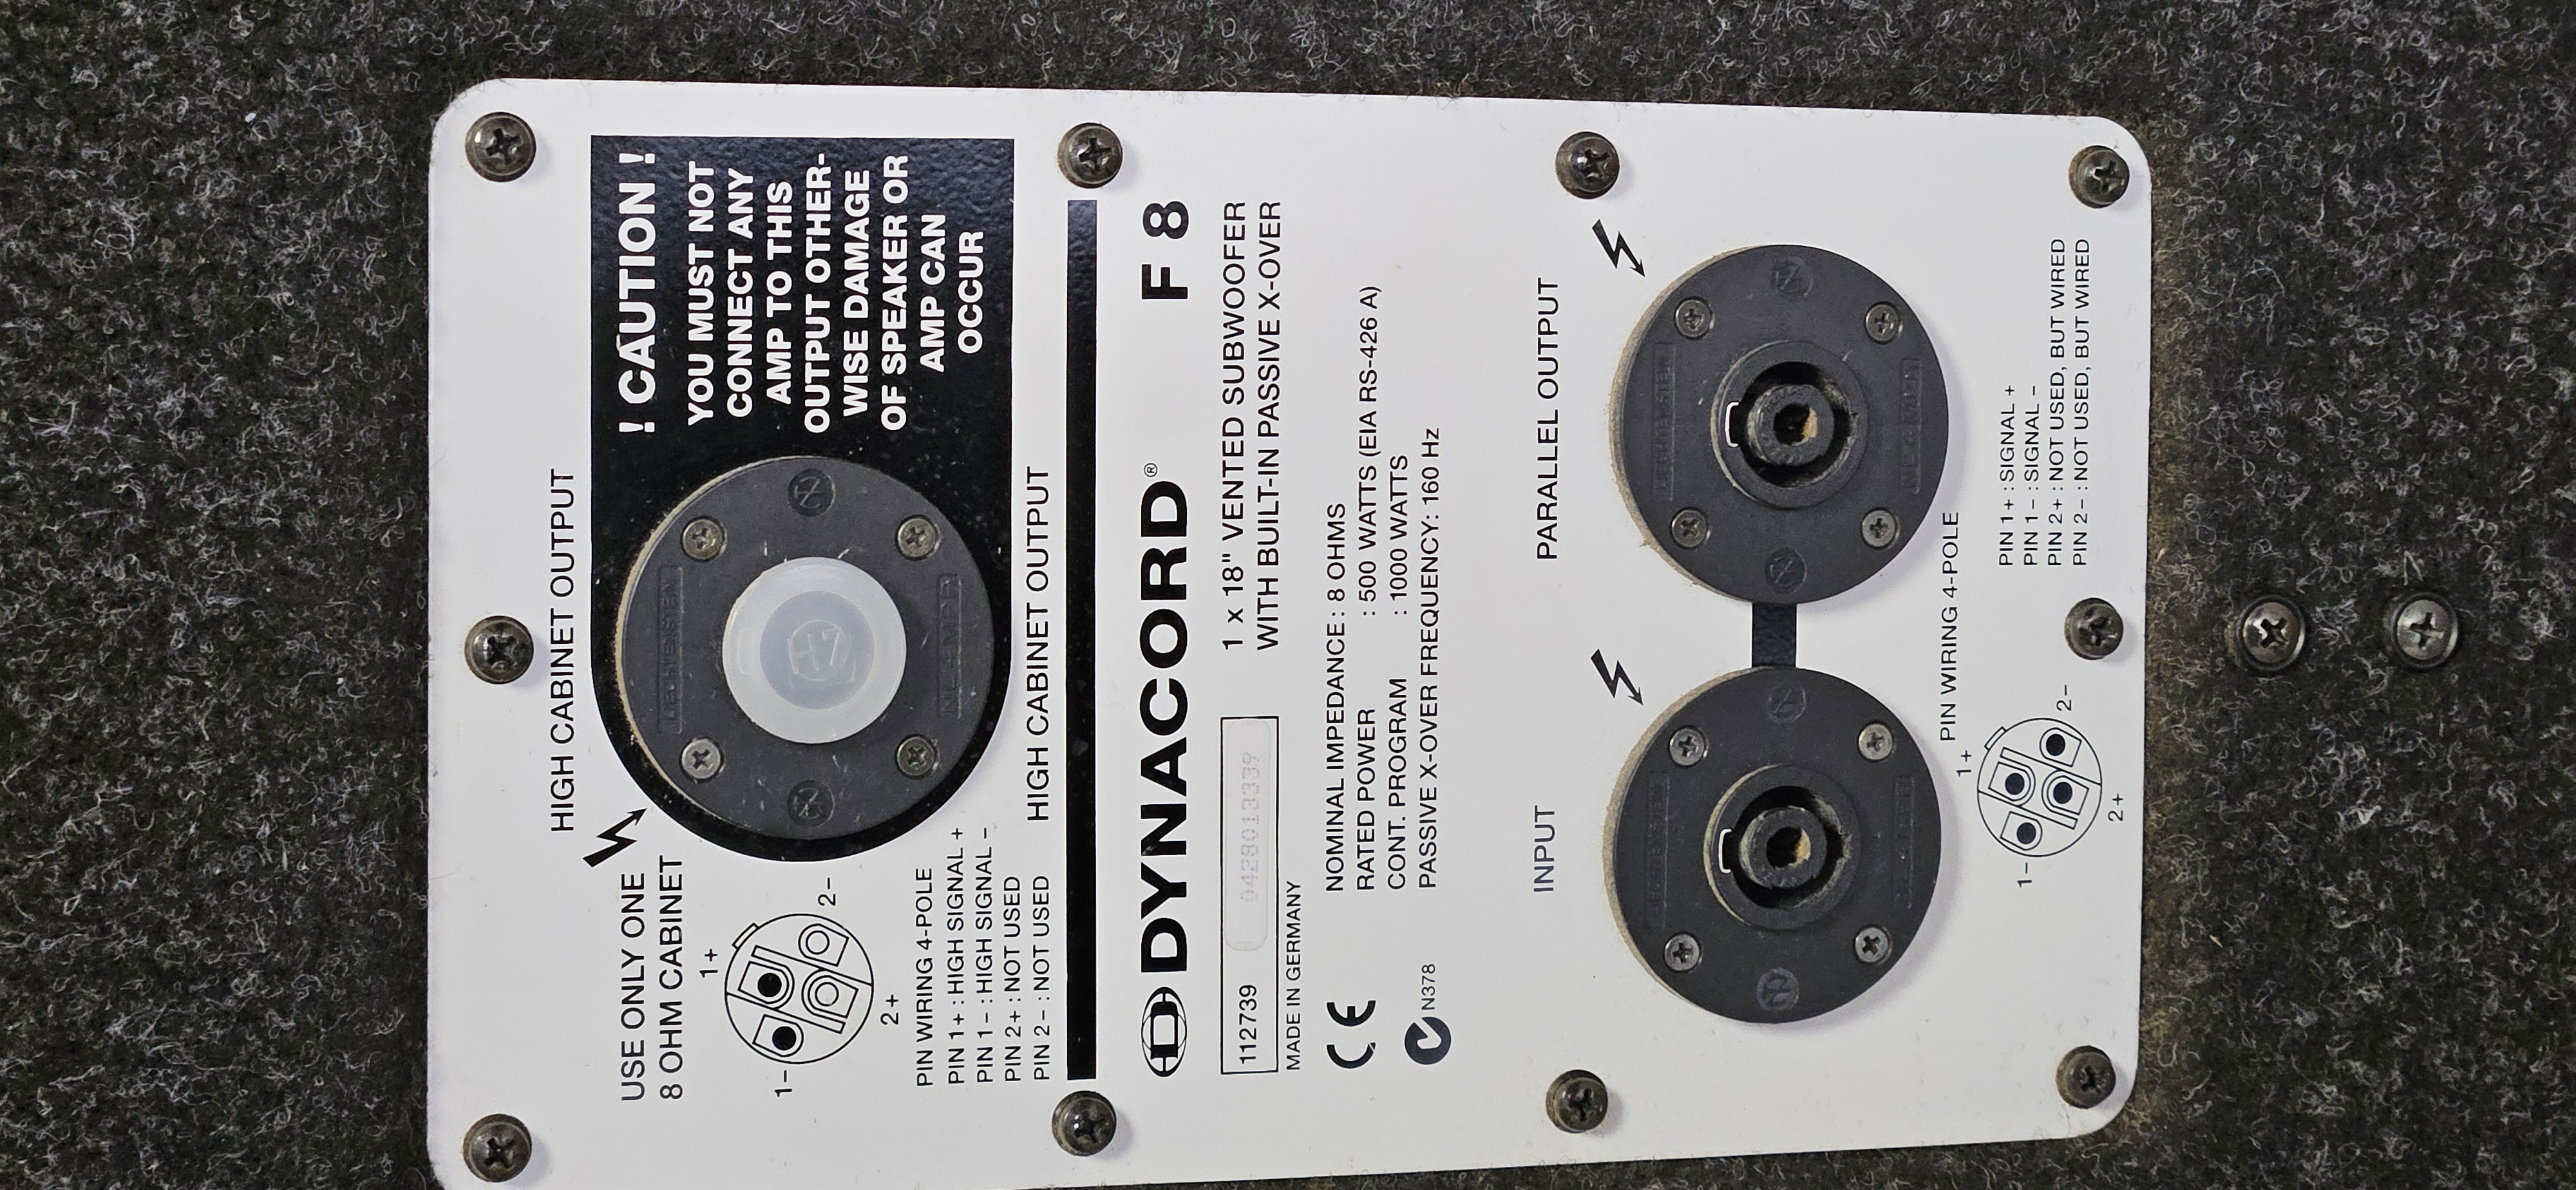 HIGH CABINET OUTPUT
USE ONLY ONE
8 OHM CABINET
! CAUTION !
YOU MUST NOT
CONNECT ANY
AMP TO THIS
OUTPUT OTHER-
WISE DAMAGE
OF SPEAKER OR
AMP CAN
OCCUR
1+
1-
2-
2+
PIN WIRING 4-POLE
PIN 1+ : HIGH SIGNAL +
PIN 1- : HIGH SIGNAL -
PIN 2+ : NOT USED
PIN 2- : NOT USED
HIGH CABINET OUTPUT
DYNACORD® F 8
1 x 18" VENTED SUBWOOFER
WITH BUILT-IN PASSIVE X-OVER
112739
MADE IN GERMANY
NOMINAL IMPEDANCE : 8 OHMS
RATED POWER : 500 WATTS (EIA RS-426 A)
CONT. PROGRAM : 1000 WATTS
PASSIVE X-OVER FREQUENCY: 160 Hz
CE
N378
INPUT
PARALLEL OUTPUT
PIN WIRING 4-POLE
1+
1-
2-
2+
PIN 1+ : SIGNAL +
PIN 1- : SIGNAL -
PIN 2+ : NOT USED, BUT WIRED
PIN 2- : NOT USED, BUT WIRED